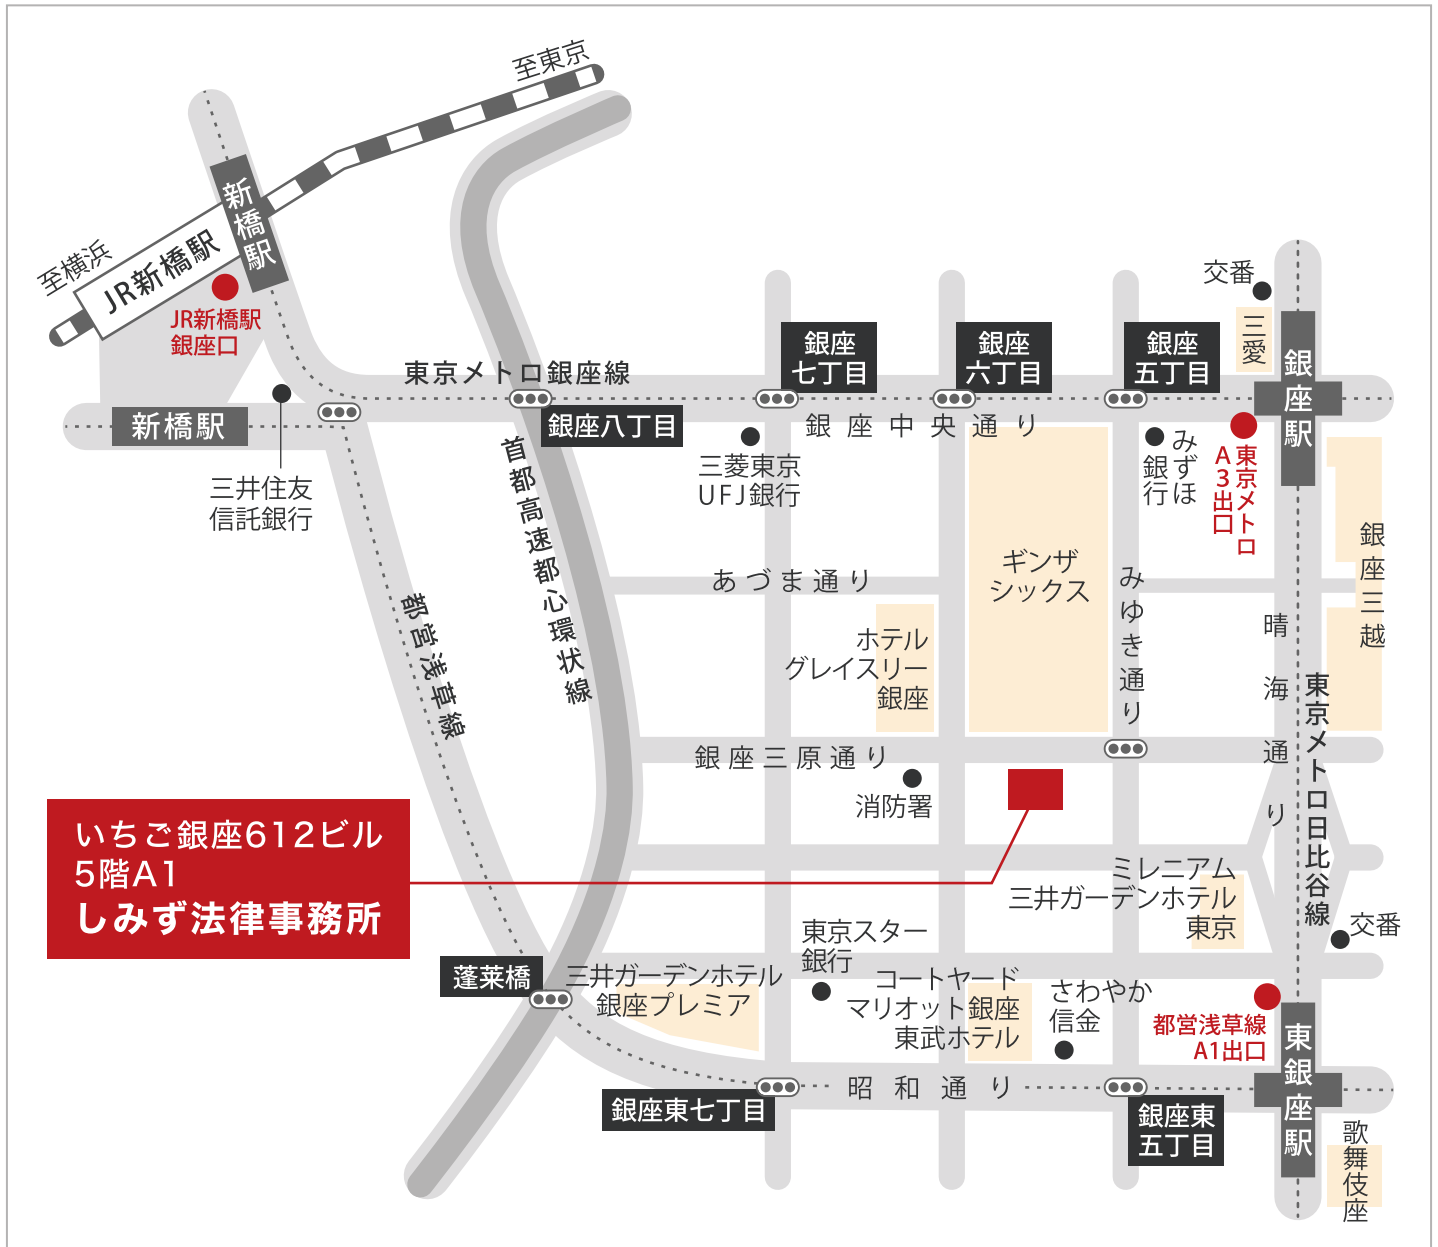 至東京
新橋駅
至横浜
JR新橋駅
JR新橋駅
銀座口
交番
三愛
銀座
七丁目
銀座
六丁目
銀座
五丁目
銀座駅
東京メトロ銀座線
新橋駅
銀座八丁目
銀座中央通り
三井住友
信託銀行
首都高速都心環状線
三菱東京
UFJ銀行
みずほ
銀行
東京メトロ
A3出口
銀座三越
ギンザ
シックス
あづま通り
みゆき通り
都営浅草線
ホテル
グレイスリー
銀座
晴海通り
東京メトロ日比谷線
銀座三原通り
消防署
いちご銀座612ビル
5階A1
しみず法律事務所
ミレニアム
三井ガーデンホテル
東京
交番
東京スター
銀行
蓬莱橋
三井ガーデンホテル
銀座プレミア
コートヤード
マリオット銀座
東武ホテル
さわやか
信金
都営浅草線
A1出口
東銀座駅
昭和通り
銀座東七丁目
銀座東
五丁目
歌舞伎座